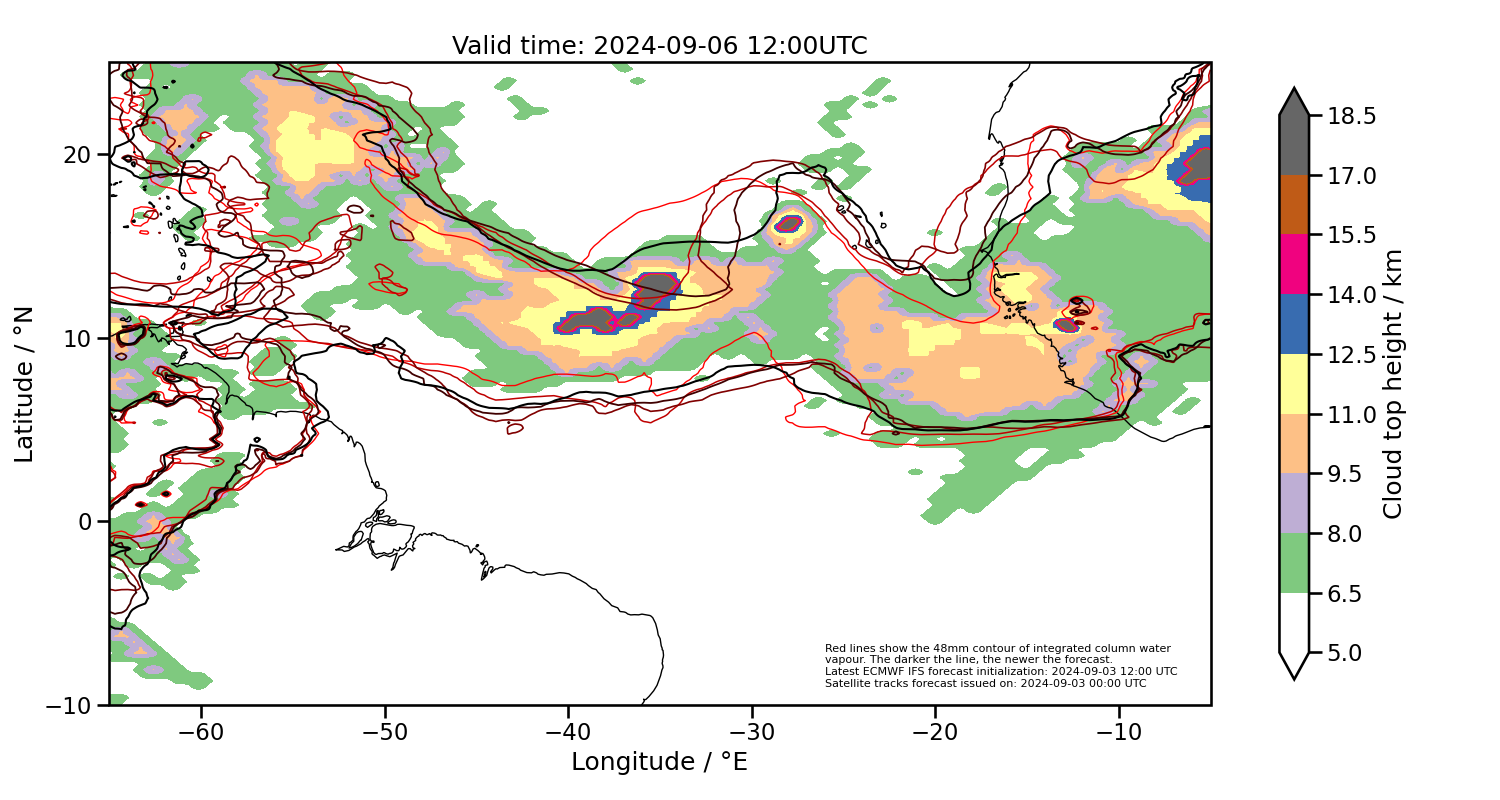 Valid time: 2024-09-06 12:00UTC
20
10
0
−10
Latitude / °N
−60
−50
−40
−30
−20
−10
Longitude / °E
Red lines show the 48mm contour of integrated column water
vapour. The darker the line, the newer the forecast.
Latest ECMWF IFS forecast initialization: 2024-09-03 12:00 UTC
Satellite tracks forecast issued on: 2024-09-03 00:00 UTC
18.5
17.0
15.5
14.0
12.5
11.0
9.5
8.0
6.5
5.0
Cloud top height / km